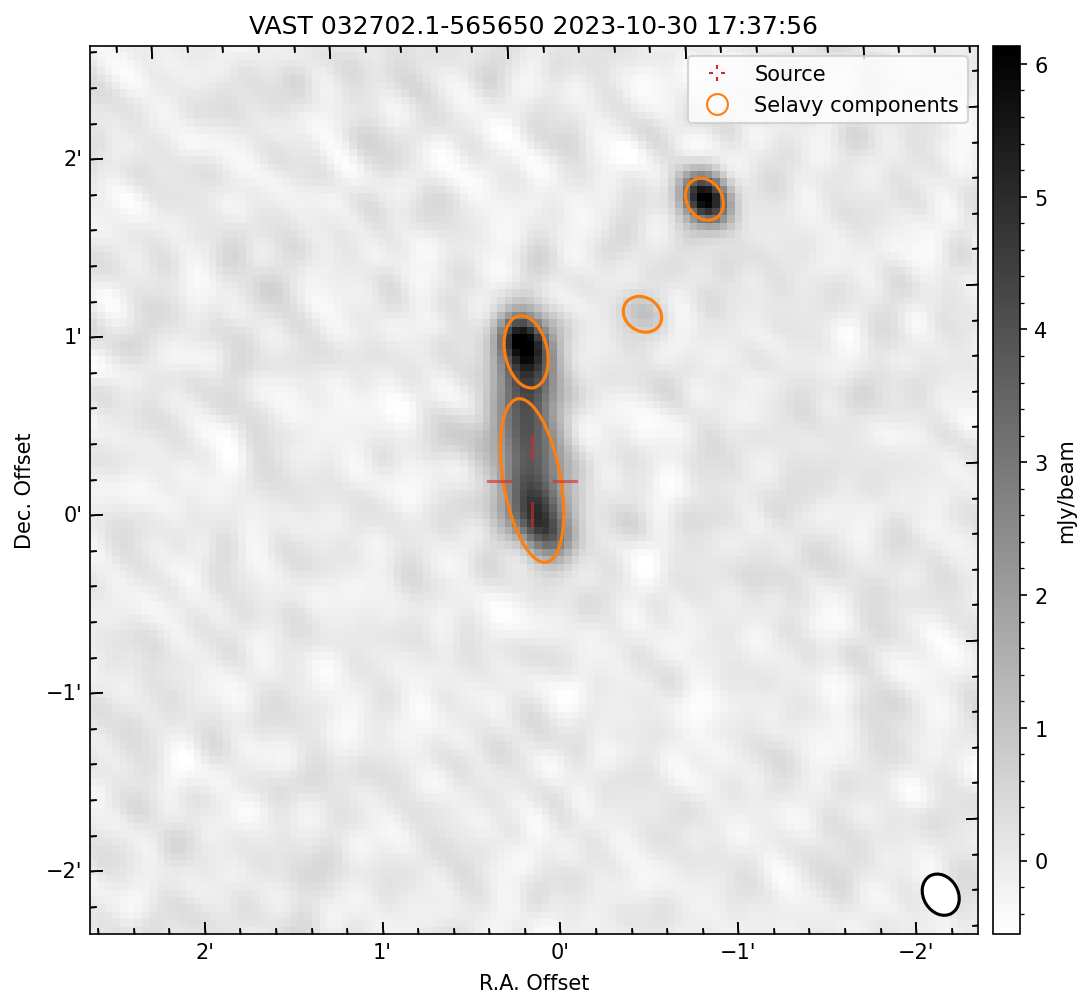 VAST 032702.1-565650 2023-10-30 17:37:56
Source
Selavy components
2'
1'
0'
−1'
−2'
Dec. Offset
2'
1'
0'
−1'
−2'
R.A. Offset
6
5
4
3
2
1
0
mJy/beam